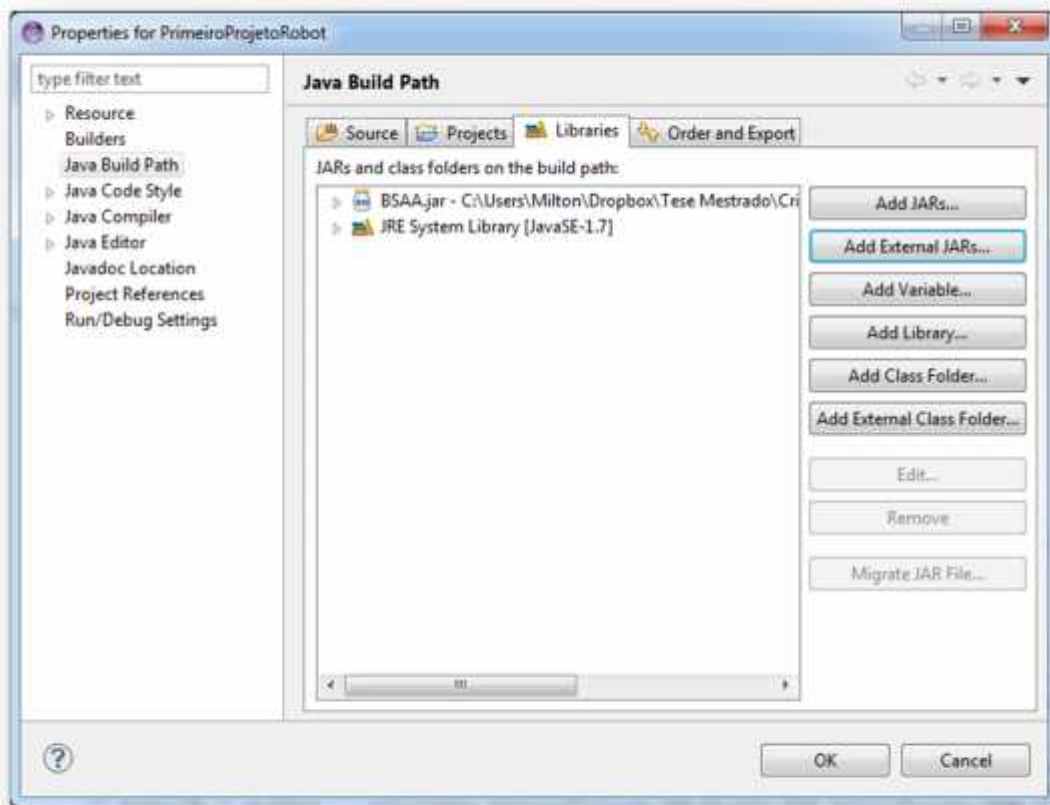 Properties for PrimeiroProjetoRobot
type filter text
Resource
Builders
Java Build Path
Java Code Style
Java Compiler
Java Editor
Javadoc Location
Project References
Run/Debug Settings
Java Build Path
Source Projects Libraries Order and Export
JARs and class folders on the build path:
BSAA.jar - C:\Users\Milton\Dropbox\Tese Mestrado\Cri
JRE System Library [JavaSE-1.7]
Add JARs...
Add External JARs...
Add Variable...
Add Library...
Add Class Folder...
Add External Class Folder...
Edit...
Remove
Migrate JAR File...
OK Cancel